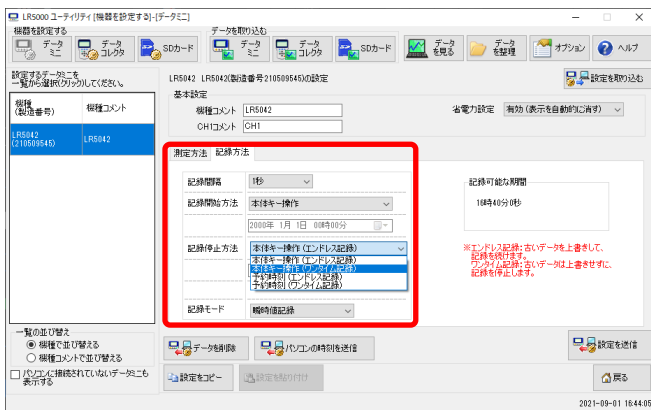 LR5000 ユーティリティ [機器を設定する]-[データミニ]
機器を設定する
データを取り込む
データミニ
データコレクタ
SDカード
データミニ
データコレクタ
SDカード
データを見る
データを整理
オプション
ヘルプ
設定するデータミニを
一覧から選択(クリック)してください。
機種
(製造番号)
機種コメント
LR5042
(210509545)
LR5042
LR5042 LR5042(製造番号210509545)の設定
設定を取り込む
基本設定
機種コメント LR5042
CH1コメント CH1
省電力設定 有効 (表示を自動的に消す)
測定方法 記録方法
記録間隔 1秒
記録開始方法 本体キー操作
2000年 1月 1日 00時00分
記録停止方法 本体キー操作 (エンドレス記録)
本体キー操作 (エンドレス記録)
本体キー操作 (ワンタイム記録)
予約時刻 (エンドレス記録)
予約時刻 (ワンタイム記録)
記録モード 瞬時値記録
記録可能な期間
16時40分0秒
※エンドレス記録: 古いデータを上書きして、
記録を続けます。
ワンタイム記録: 古いデータは上書きせずに、
記録を停止します。
一覧の並び替え
機種で並び替える
機種コメントで並び替える
パソコンに接続されていないデータミニも
表示する
データを削除
パソコンの時刻を送信
設定を送信
設定をコピー
設定を貼り付け
戻る
2021-09-01 16:44:05